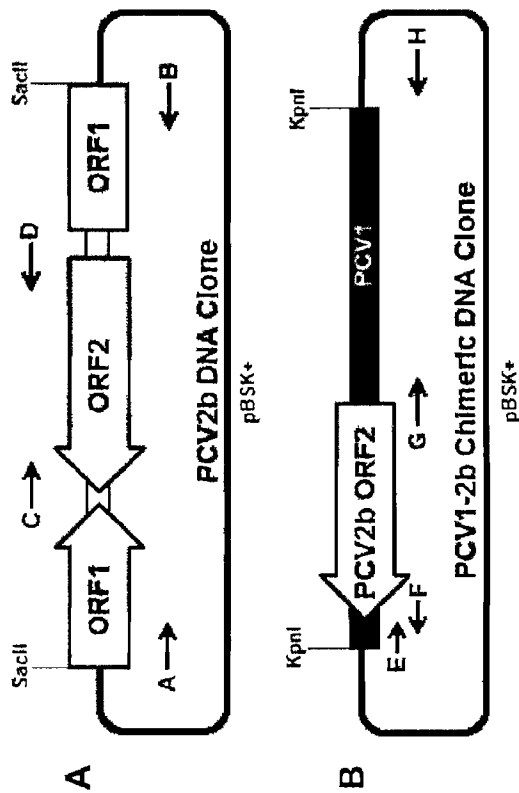 A
SacII
SacII
C
D
ORF1
ORF2
ORF1
A
B
PCV2b DNA Clone
pBSK+
B
KpnI
KpnI
PCV2b ORF2
PCV1
E
F
G
H
PCV1-2b Chimeric DNA Clone
pBSK+